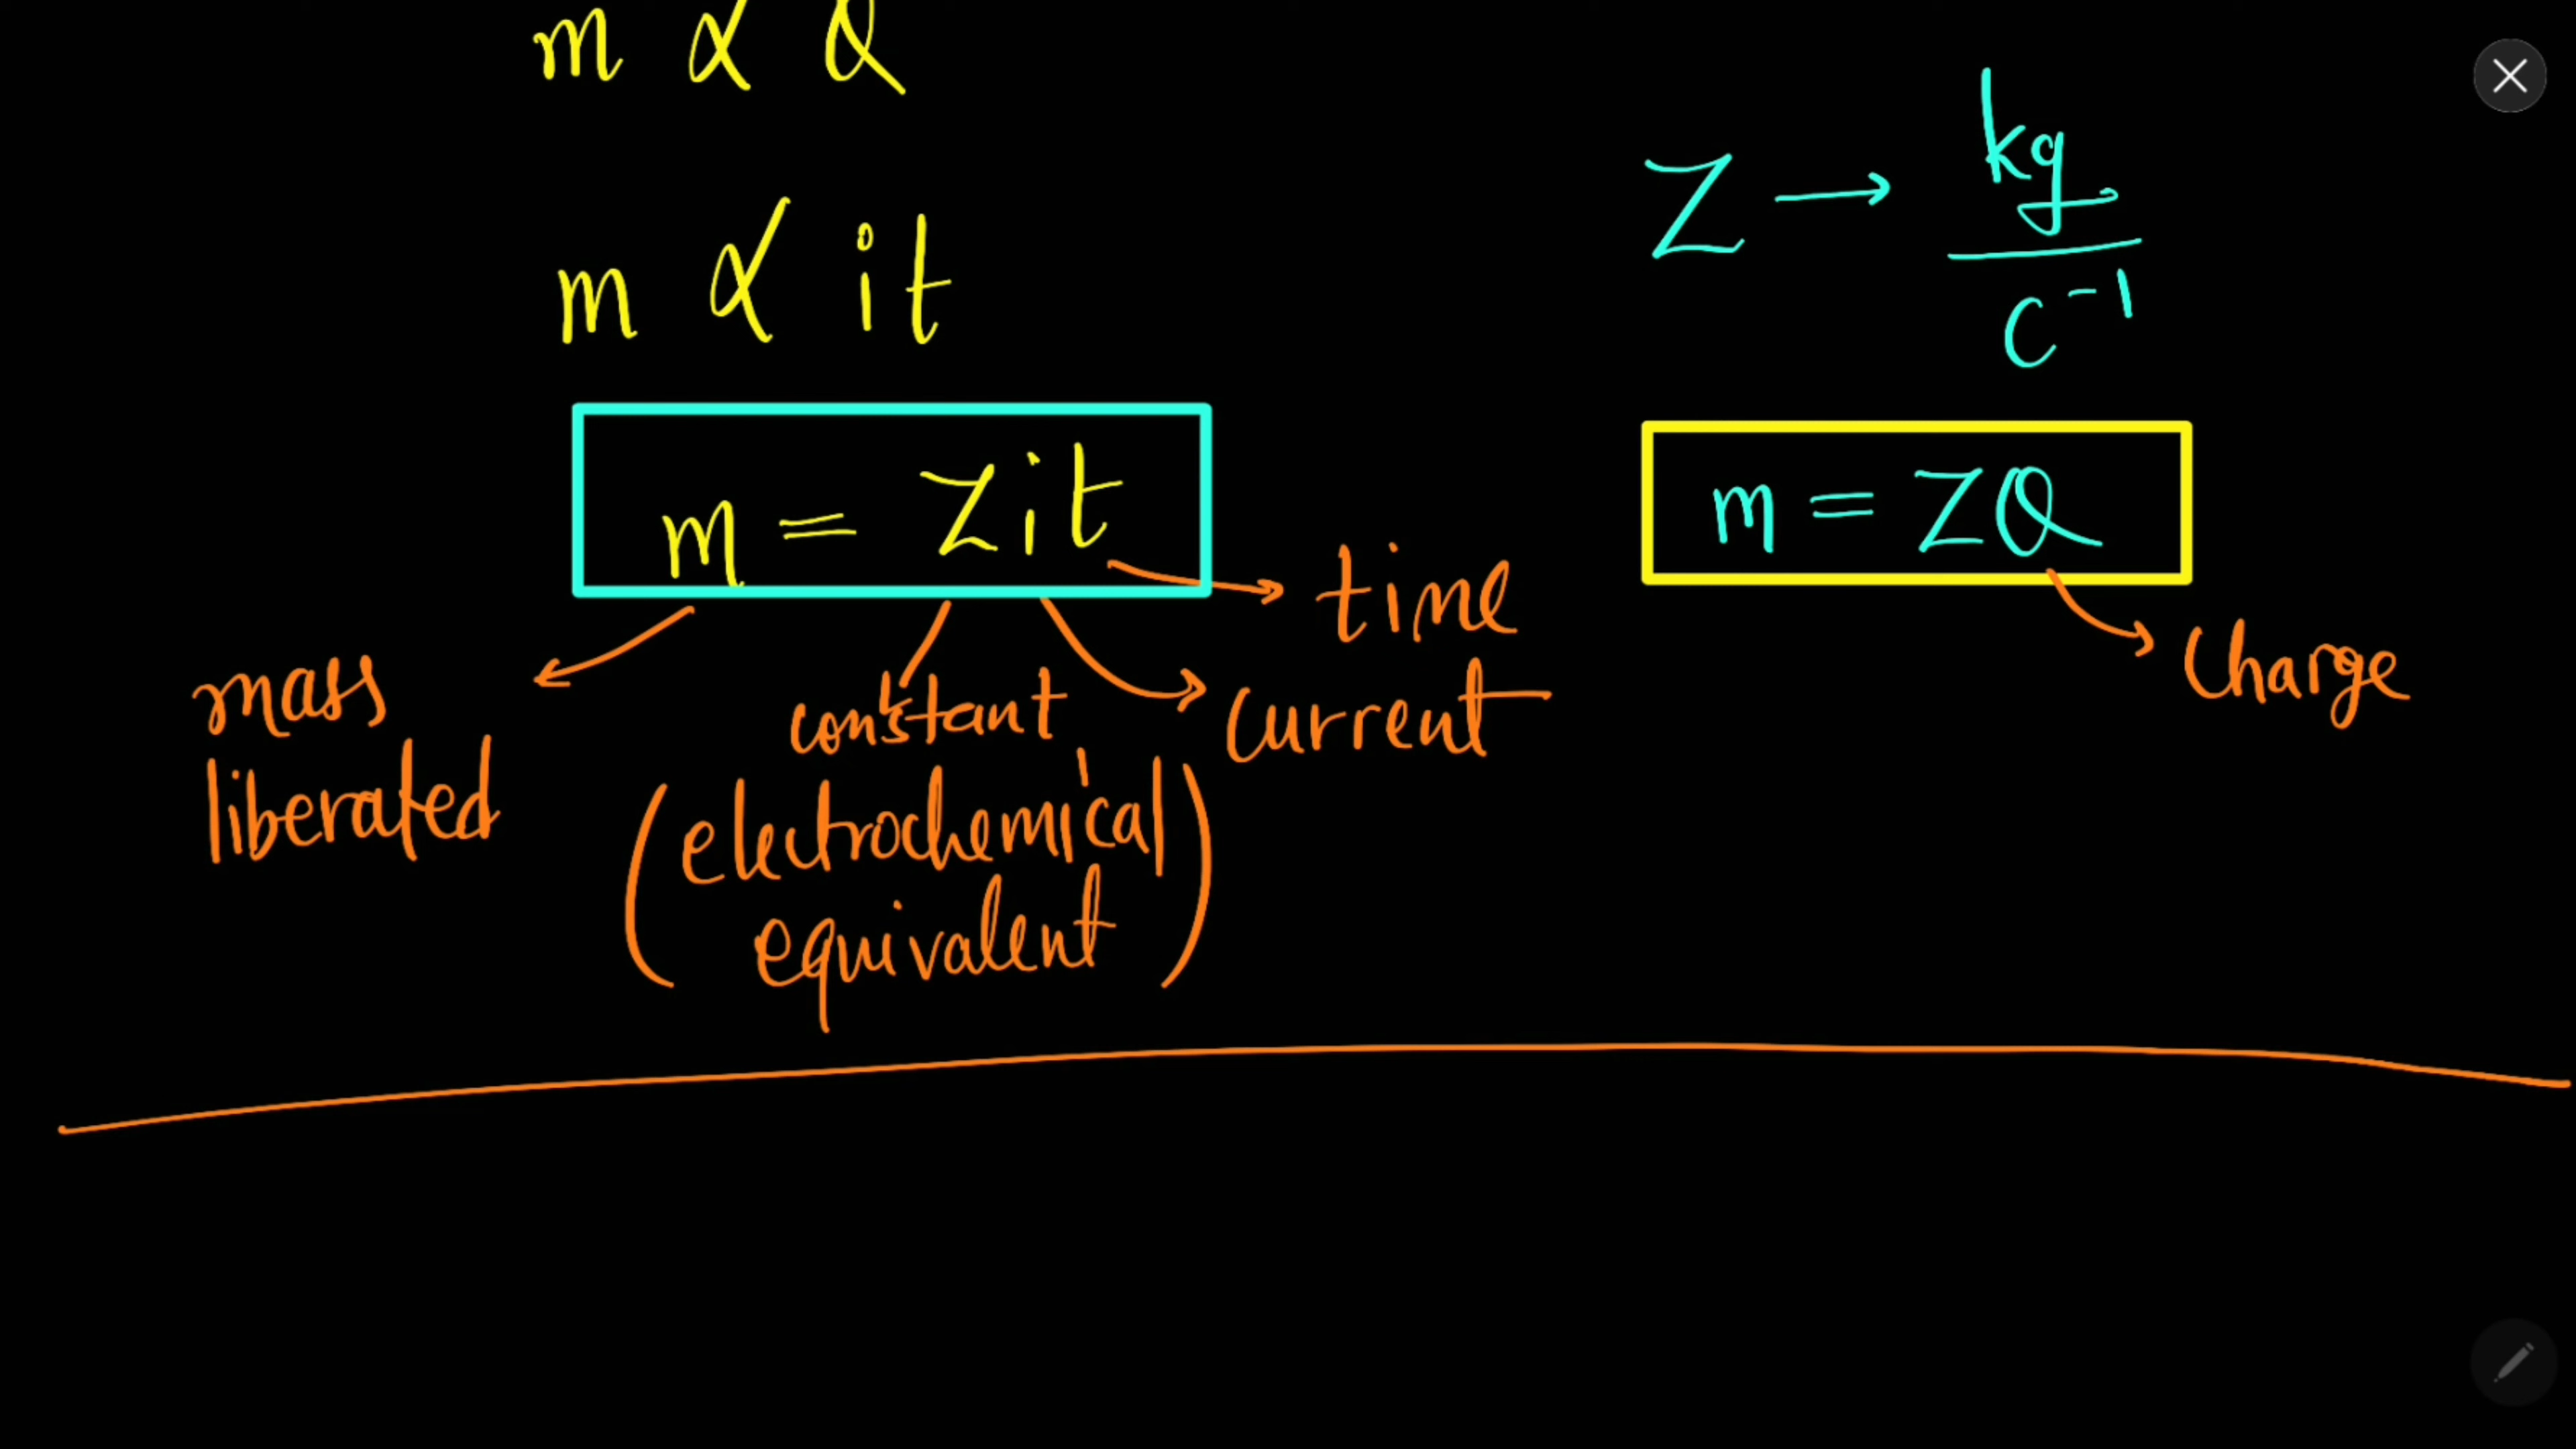 m ∝ Q
m ∝ it
Z → kg
C⁻¹
m = Zit
m = ZQ
time
charge
mass
liberated
constant
current
(electrochemical
equivalent)